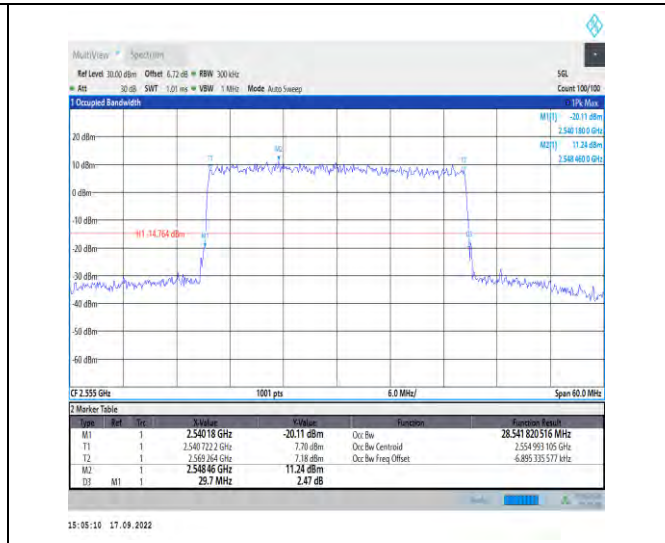 MultiView Spectrum
Ref Level 30.00 dBm Offset 6.72 dB RBW 300 kHz SGL
Att 30 dB SWT 1.01 ms VBW 1 MHz Mode Auto Sweep Count 100/100
1 Occupied Bandwidth 1Pk Max
M1[1] -20.11 dBm
2.540 180 0 GHz
20 dBm M2[1] 11.24 dBm
2.548 460 0 GHz
M2
T1 T2
10 dBm
0 dBm
-10 dBm
H1 -14.764 dBm
M1 D3
-20 dBm
-30 dBm
-40 dBm
-50 dBm
-60 dBm
CF 2.555 GHz 1001 pts 6.0 MHz/ Span 60.0 MHz
2 Marker Table
Type Ref Trc X-Value Y-Value Function Function Result
M1 1 2.54018 GHz -20.11 dBm Occ Bw 28.541 820 516 MHz
T1 1 2.540 722 2 GHz 7.70 dBm Occ Bw Centroid 2.554 993 105 GHz
T2 1 2.569 264 GHz 7.18 dBm Occ Bw Freq Offset -6.895 335 577 kHz
M2 1 2.548 46 GHz 11.24 dBm
D3 M1 1 29.7 MHz 2.47 dB
15:05:10 17.09.2022